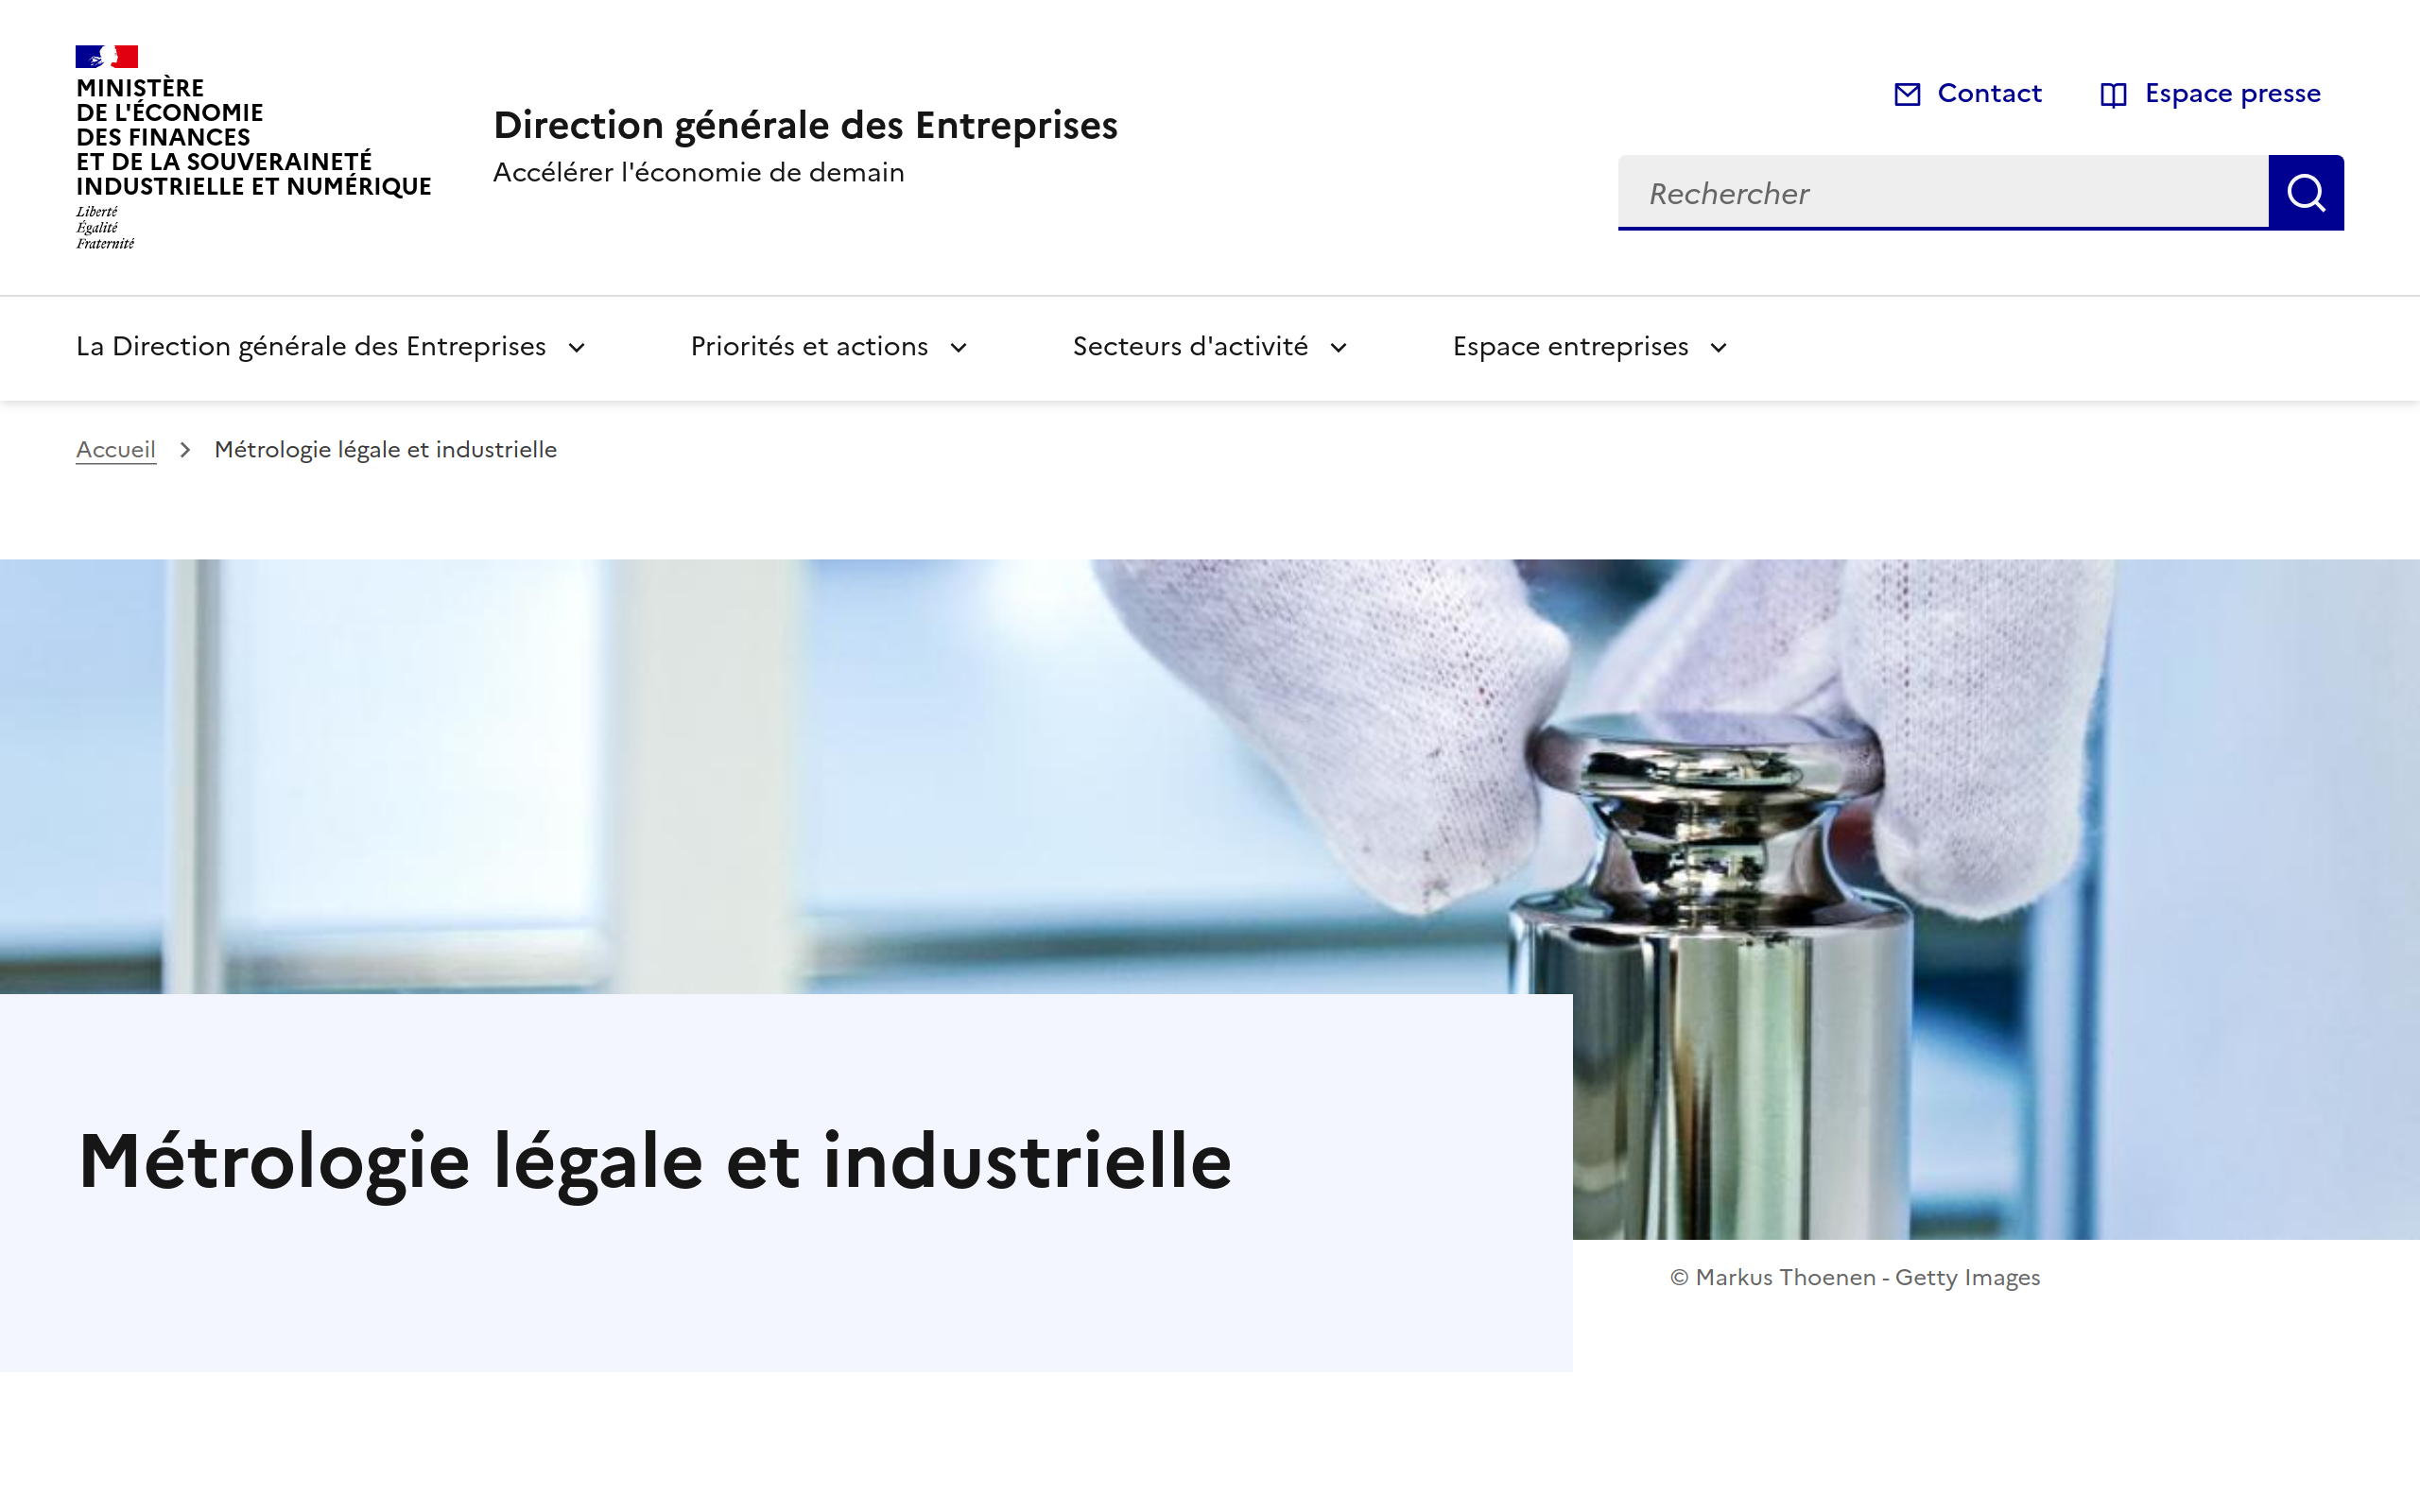 MINISTÈRE
DE L'ÉCONOMIE
DES FINANCES
ET DE LA SOUVERAINETÉ
INDUSTRIELLE ET NUMÉRIQUE
Liberté
Égalité
Fraternité
Direction générale des Entreprises
Accélérer l'économie de demain
Contact
Espace presse
Rechercher
La Direction générale des Entreprises
Priorités et actions
Secteurs d'activité
Espace entreprises
Accueil
Métrologie légale et industrielle
Métrologie légale et industrielle
© Markus Thoenen - Getty Images